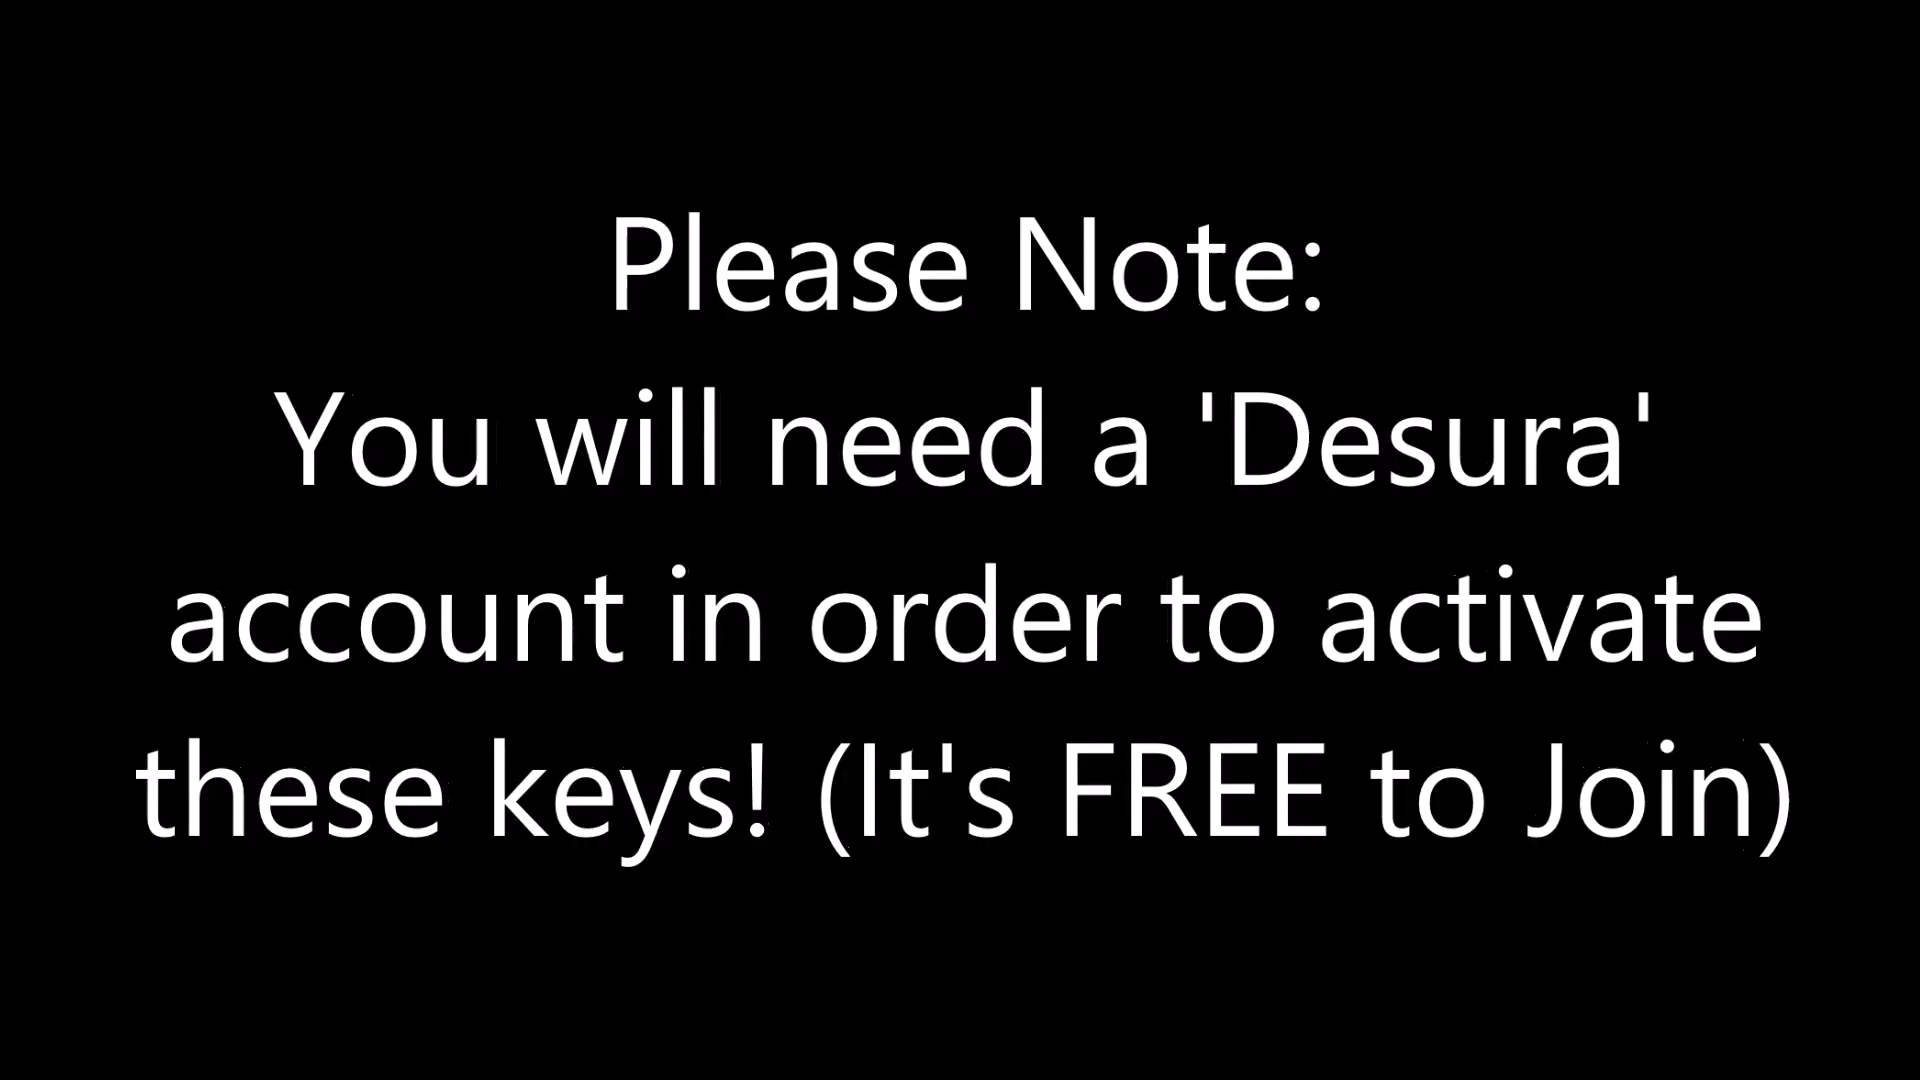 Please Note:
You will need a 'Desura'
account in order to activate
these keys! (It's FREE to Join)